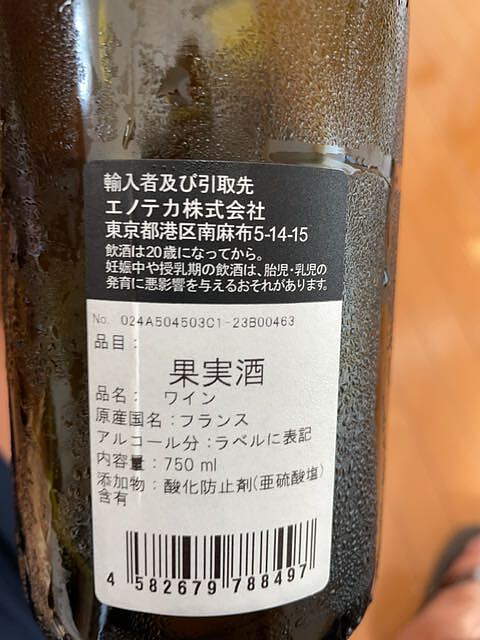 輸入者及び引取先
エノテカ株式会社
東京都港区南麻布5-14-15
飲酒は20歳になってから。
妊娠中や授乳期の飲酒は、胎児・乳児の
発育に悪影響を与えるおそれがあります。
No. 024A504503C1-23B00463
品目:
果実酒
品名: ワイン
原産国名:フランス
アルコール分:ラベルに表記
内容量:750 ml
添加物:酸化防止剤(亜硫酸塩)
含有
4 582679 788497